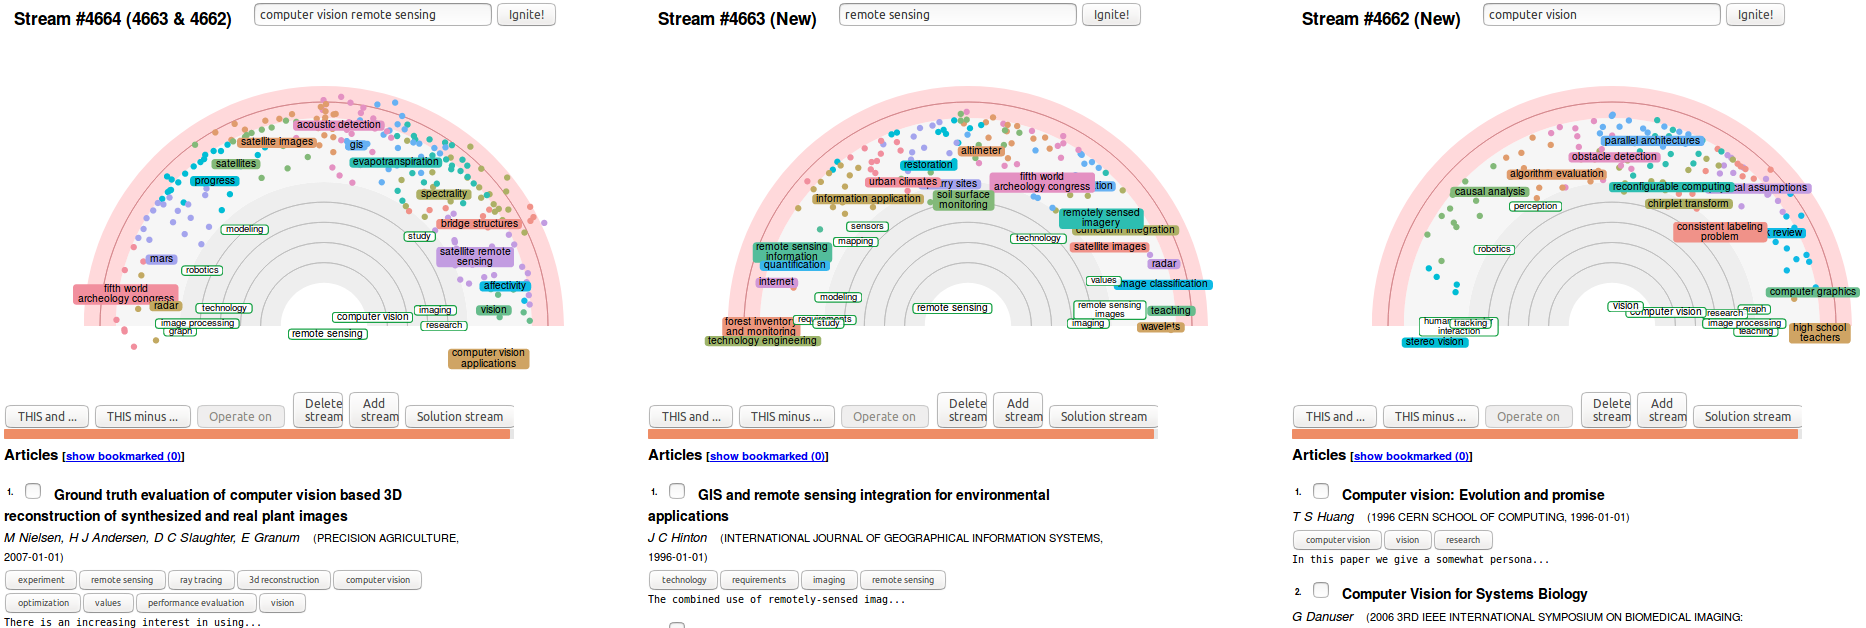 Stream #4664 (4663 & 4662)
computer vision remote sensing
Ignite!
acoustic detection
satellite images
gis
satellites
evapotranspiration
progress
spectrality
modeling
bridge structures
study
mars
satellite remote
sensing
robotics
affectivity
fifth world
archeology congress
radar
technology
imaging
vision
computer vision
image processing
research
graph
remote sensing
computer vision
applications
THIS and ...
THIS minus ...
Operate on
Delete
stream
Add
stream
Solution stream
Articles [show bookmarked (0)]
1.
Ground truth evaluation of computer vision based 3D
reconstruction of synthesized and real plant images
M Nielsen, H J Andersen, D C Slaughter, E Granum (PRECISION AGRICULTURE,
2007-01-01)
experiment
remote sensing
ray tracing
3d reconstruction
computer vision
optimization
values
performance evaluation
vision
There is an increasing interest in using...
Stream #4663 (New)
remote sensing
Ignite!
altimeter
restoration
urban climates
rry sites
fifth world
archeology congress
tion
information application
soil surface
monitoring
remotely sensed
imagery
sensors
curriculum integration
mapping
technology
remote sensing
information
satellite images
quantification
radar
internet
values
image classification
modeling
remote sensing
remote sensing
images
teaching
forest inventory
and monitoring
study
imaging
wavelets
technology engineering
THIS and ...
THIS minus ...
Operate on
Delete
stream
Add
stream
Solution stream
Articles [show bookmarked (0)]
1.
GIS and remote sensing integration for environmental
applications
J C Hinton (INTERNATIONAL JOURNAL OF GEOGRAPHICAL INFORMATION SYSTEMS,
1996-01-01)
technology
requirements
imaging
remote sensing
The combined use of remotely-sensed imag...
Stream #4662 (New)
computer vision
Ignite!
parallel architectures
obstacle detection
algorithm evaluation
causal analysis
reconfigurable computing
al assumptions
perception
chirplet transform
consistent labeling
problem
review
robotics
computer graphics
vision
computer vision
research
graph
human
interaction
tracking
image processing
teaching
high school
teachers
stereo vision
THIS and ...
THIS minus ...
Operate on
Delete
stream
Add
stream
Solution stream
Articles [show bookmarked (0)]
1.
Computer vision: Evolution and promise
T S Huang (1996 CERN SCHOOL OF COMPUTING, 1996-01-01)
computer vision
vision
research
In this paper we give a somewhat persona...
2.
Computer Vision for Systems Biology
G Danuser (2006 3RD IEEE INTERNATIONAL SYMPOSIUM ON BIOMEDICAL IMAGING: